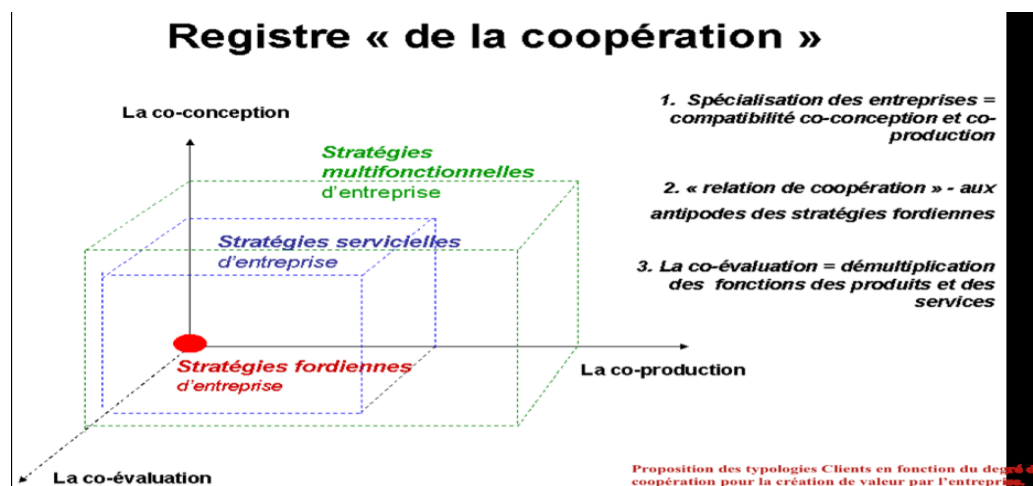 Registre « de la coopération »
La co-conception
Stratégies
multifonctionnelles
d'entreprise
Stratégies servicielles
d'entreprise
Stratégies fordiennes
d'entreprise
La co-production
La co-évaluation
1. Spécialisation des entreprises =
compatibilité co-conception et co-
production
2. « relation de coopération » - aux
antipodes des stratégies fordiennes
3. La co-évaluation = démultiplication
des fonctions des produits et des
services
Proposition des typologies Clients en fonction du degré d
coopération pour la création de valeur par l'entreprise.